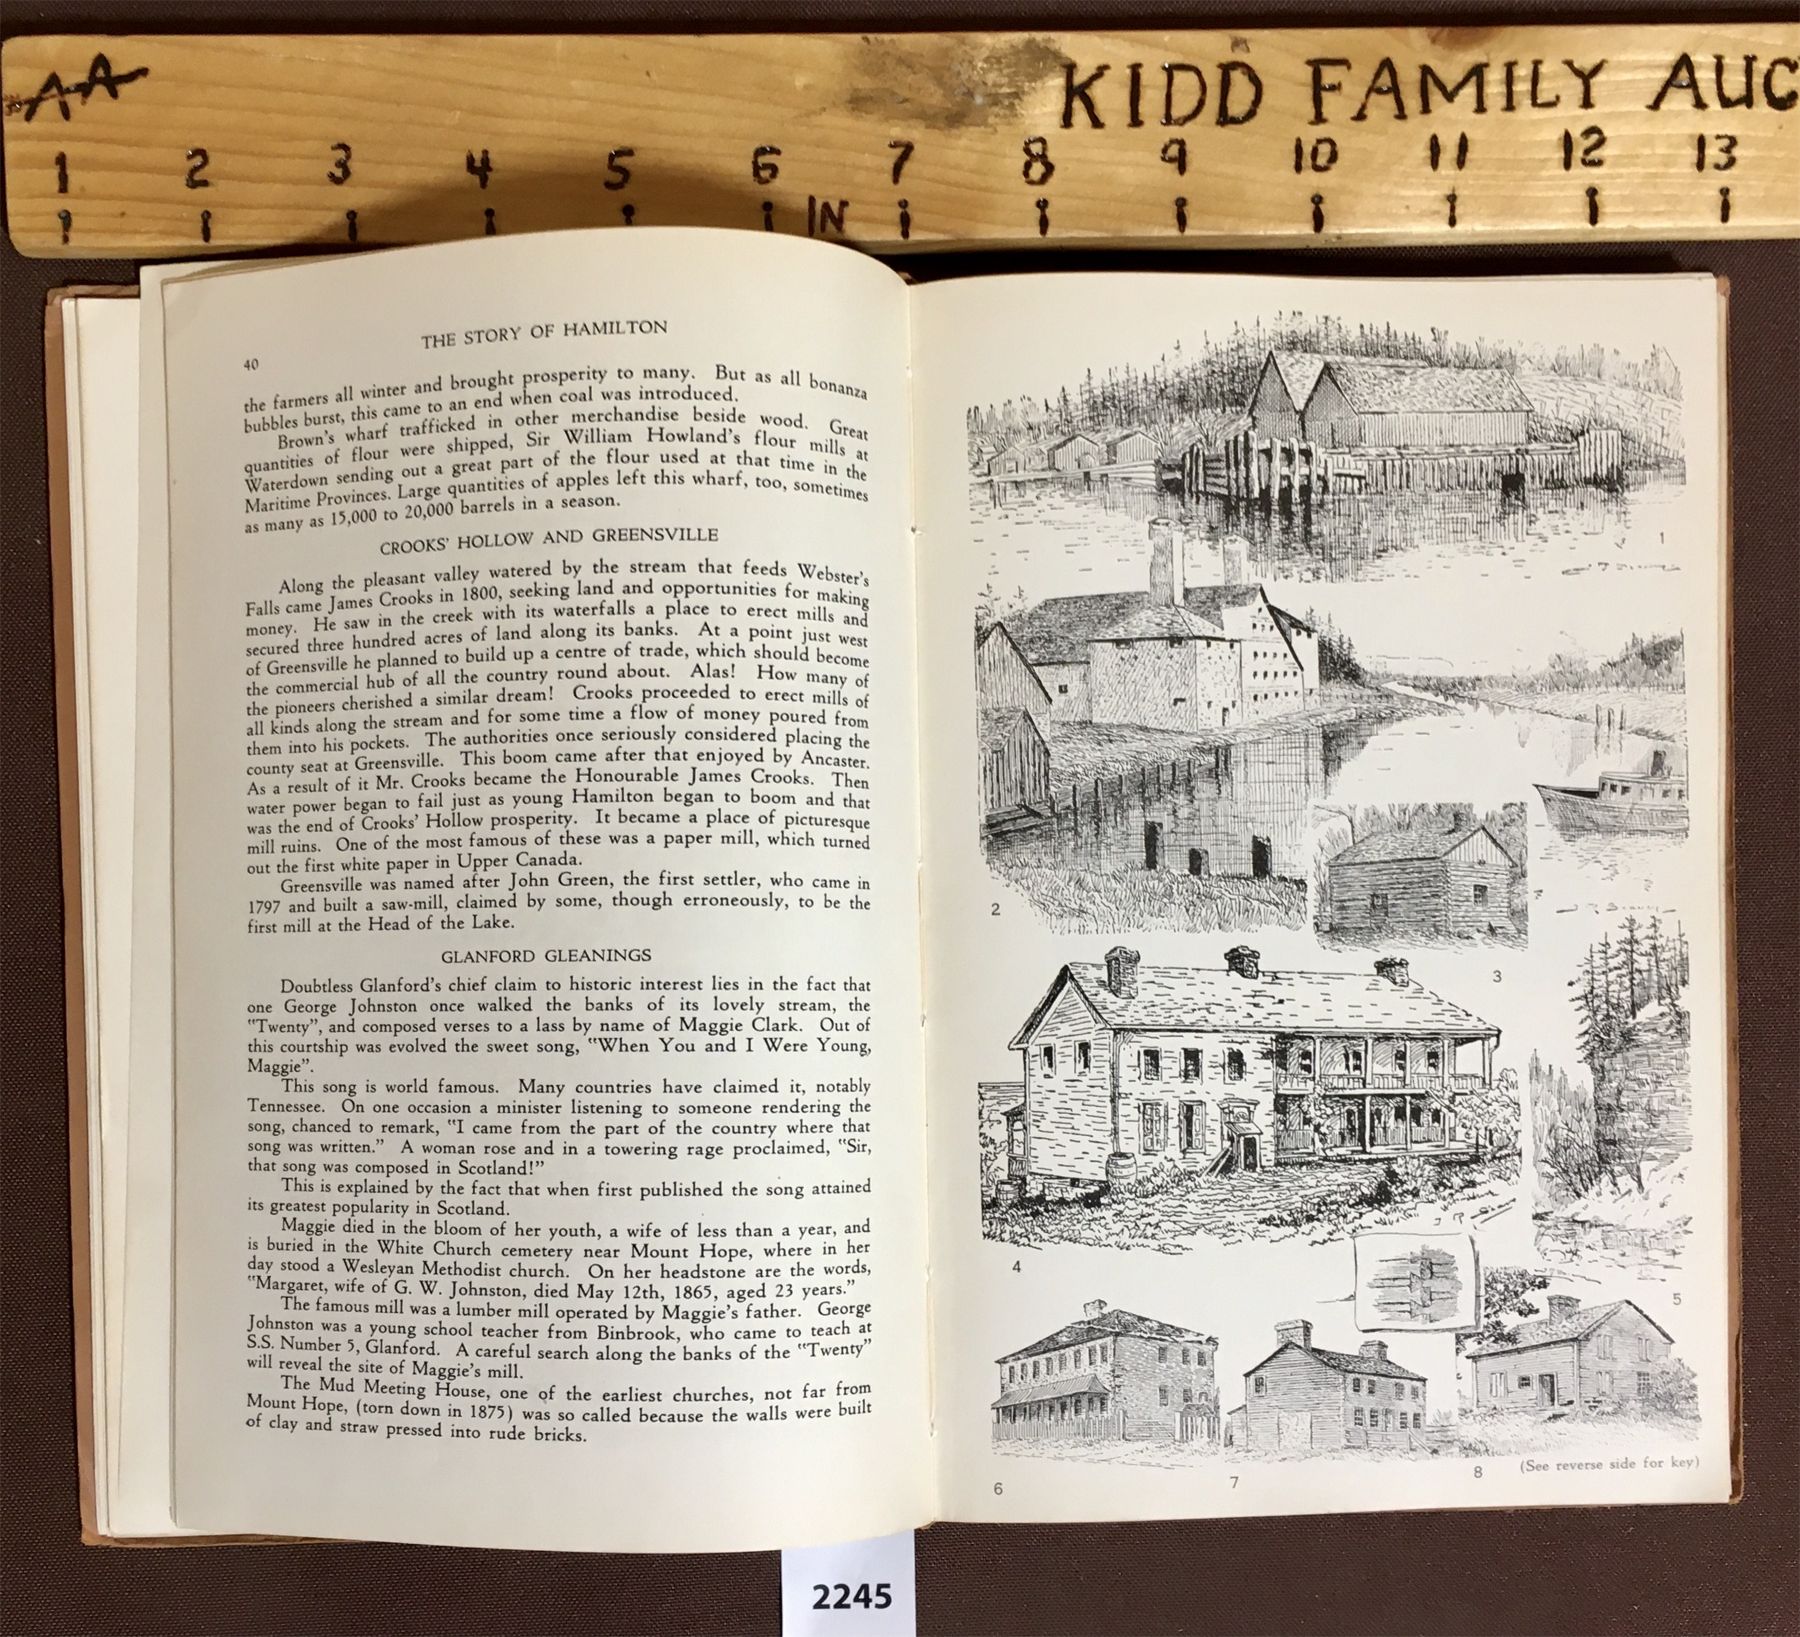 AA
KIDD FAMILY AUC
1 2 3 4 5 6 7 8 9 10 11 12 13
IN
THE STORY OF HAMILTON
40
the farmers all winter and brought prosperity to many. But as all bonanza
bubbles burst, this came to an end when coal was introduced.
Brown's wharf trafficked in other merchandise beside wood. Great
quantities of flour were shipped, Sir William Howland's flour mills at
Waterdown sending out a great part of the flour used at that time in the
Maritime Provinces. Large quantities of apples left this wharf, too, sometimes
as many as 15,000 to 20,000 barrels in a season.
CROOKS' HOLLOW AND GREENSVILLE
Along the pleasant valley watered by the stream that feeds Webster's
Falls came James Crooks in 1800, seeking land and opportunities for making
money. He saw in the creek with its waterfalls a place to erect mills and
secured three hundred acres of land along its banks. At a point just west
of Greensville he planned to build up a centre of trade, which should become
the commercial hub of all the country round about. Alas! How many of
the pioneers cherished a similar dream! Crooks proceeded to erect mills of
all kinds along the stream and for some time a flow of money poured from
them into his pockets. The authorities once seriously considered placing the
county seat at Greensville. This boom came after that enjoyed by Ancaster.
As a result of it Mr. Crooks became the Honourable James Crooks. Then
water power began to fail just as young Hamilton began to boom and that
was the end of Crooks' Hollow prosperity. It became a place of picturesque
mill ruins. One of the most famous of these was a paper mill, which turned
out the first white paper in Upper Canada.
Greensville was named after John Green, the first settler, who came in
1797 and built a saw-mill, claimed by some, though erroneously, to be the
first mill at the Head of the Lake.
GLANFORD GLEANINGS
Doubtless Glanford's chief claim to historic interest lies in the fact that
one George Johnston once walked the banks of its lovely stream, the
"Twenty", and composed verses to a lass by name of Maggie Clark. Out of
this courtship was evolved the sweet song, "When You and I Were Young,
Maggie".
This song is world famous. Many countries have claimed it, notably
Tennessee. On one occasion a minister listening to someone rendering the
song, chanced to remark, "I came from the part of the country where that
song was written." A woman rose and in a towering rage proclaimed, "Sir,
that song was composed in Scotland!"
This is explained by the fact that when first published the song attained
its greatest popularity in Scotland.
Maggie died in the bloom of her youth, a wife of less than a year, and
is buried in the White Church cemetery near Mount Hope, where in her
day stood a Wesleyan Methodist church. On her headstone are the words,
"Margaret, wife of G. W. Johnston, died May 12th, 1865, aged 23 years."
The famous mill was a lumber mill operated by Maggie's father. George
Johnston was a young school teacher from Binbrook, who came to teach at
S.S. Number 5, Glanford. A careful search along the banks of the "Twenty"
will reveal the site of Maggie's mill.
The Mud Meeting House, one of the earliest churches, not far from
Mount Hope, (torn down in 1875) was so called because the walls were built
of clay and straw pressed into rude bricks.
1
2
3
4
5
6
7
8
(See reverse side for key)
2245